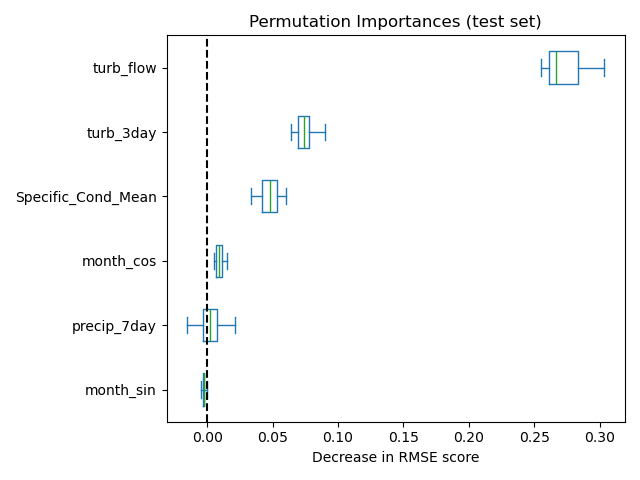 Permutation Importances (test set)
turb_flow
turb_3day
Specific_Cond_Mean
month_cos
precip_7day
month_sin
0.00 0.05 0.10 0.15 0.20 0.25 0.30
Decrease in RMSE score